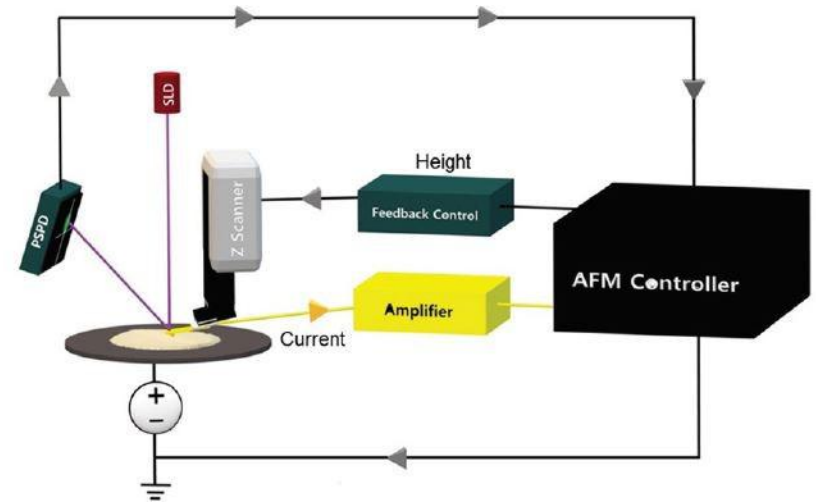 SLD
Height
PSPD
Z Scanner
Feedback Control
AFM Controller
Amplifier
Current
+
−